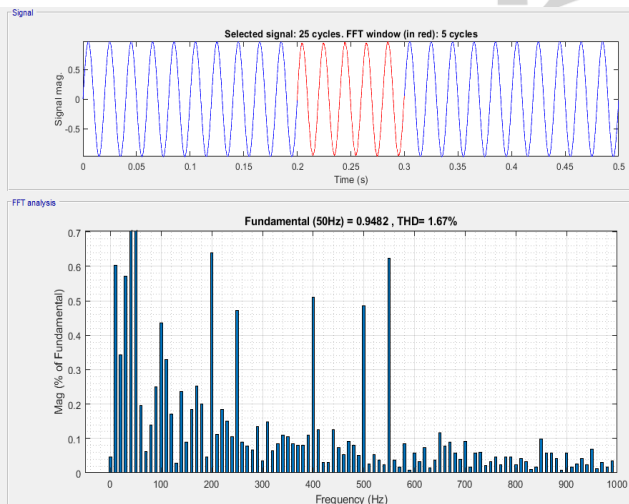 Signal
Selected signal: 25 cycles. FFT window (in red): 5 cycles
Signal mag.
0.5
0
-0.5
0 0.05 0.1 0.15 0.2 0.25 0.3 0.35 0.4 0.45 0.5
Time (s)
FFT analysis
Fundamental (50Hz) = 0.9482 , THD= 1.67%
Mag (% of Fundamental)
0.7
0.6
0.5
0.4
0.3
0.2
0.1
0
0 100 200 300 400 500 600 700 800 900 1000
Frequency (Hz)